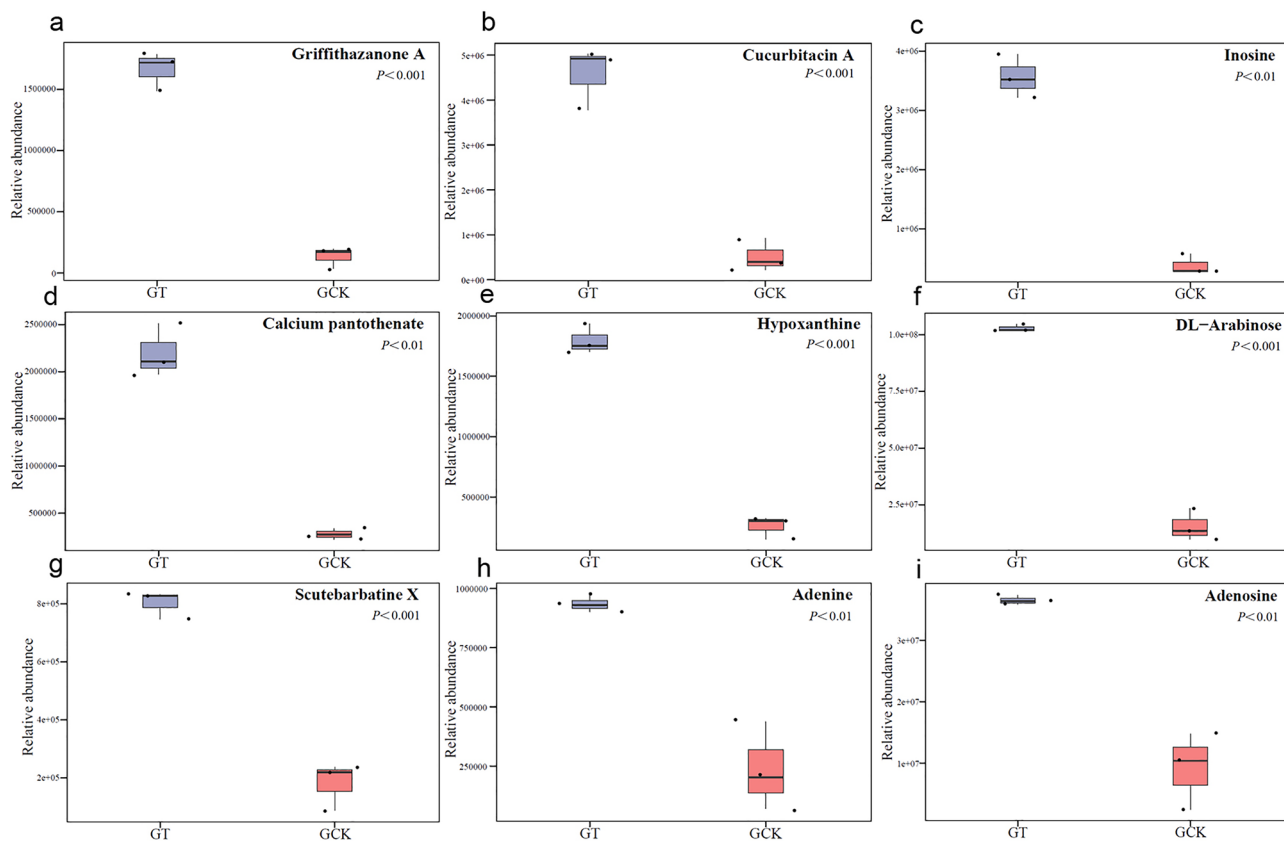 a
Griffithazanone A
P<0.001
Relative abundance
1500000
500000
0
GT
GCK
b
Cucurbitacin A
P<0.001
Relative abundance
5e+06
4e+06
3e+06
2e+06
1e+06
0e+00
GT
GCK
c
Inosine
P<0.01
Relative abundance
4e+06
3e+06
2e+06
1e+06
GT
GCK
d
Calcium pantothenate
P<0.01
Relative abundance
2500000
2000000
1500000
1000000
500000
GT
GCK
e
Hypoxanthine
P<0.001
Relative abundance
2000000
1500000
1000000
500000
GT
GCK
f
DL−Arabinose
P<0.001
Relative abundance
1.0e+08
7.5e+07
5.0e+07
2.5e+07
GT
GCK
g
Scutebarbatine X
P<0.001
Relative abundance
8e+05
6e+05
4e+05
2e+05
GT
GCK
h
Adenine
P<0.01
Relative abundance
1000000
750000
500000
250000
GT
GCK
i
Adenosine
P<0.01
Relative abundance
3e+07
2e+07
1e+07
GT
GCK